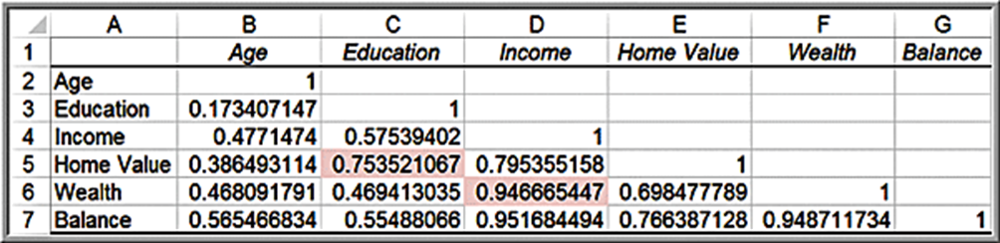 A B C D E F G
1 Age Education Income Home Value Wealth Balance
2 Age 1
3 Education 0.173407147 1
4 Income 0.4771474 0.57539402 1
5 Home Value 0.386493114 0.753521067 0.795355158 1
6 Wealth 0.468091791 0.469413035 0.946665447 0.698477789 1
7 Balance 0.565466834 0.55488066 0.951684494 0.766387128 0.948711734 1